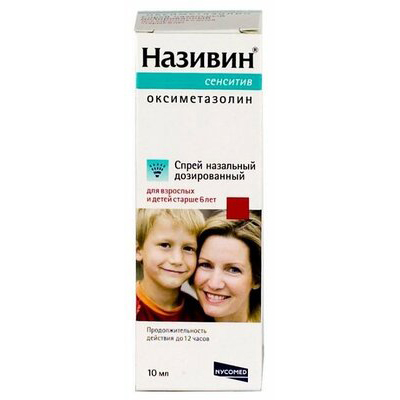 Називин®
сенситив
оксиметазолин
Спрей назальный
дозированный
для взрослых
и детей старше 6 лет
Продолжительность
действия до 12 часов
10 мл
NYCOMED